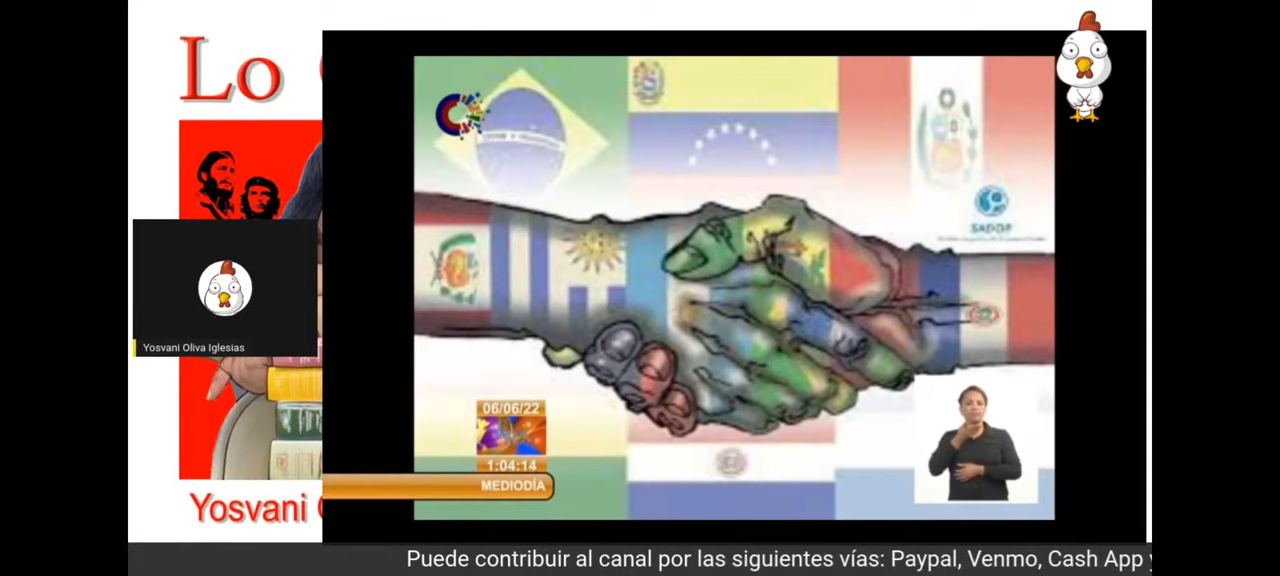 Lo
SADOP
Yosvani Oliva Iglesias
06/06/22
1:04:14
MEDIODÍA
Yosvani
Puede contribuir al canal por las siguientes vías: Paypal, Venmo, Cash App y